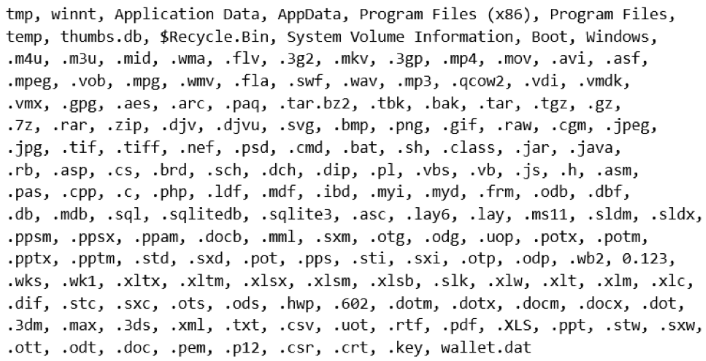 tmp, winnt, Application Data, AppData, Program Files (x86), Program Files,
temp, thumbs.db, $Recycle.Bin, System Volume Information, Boot, Windows,
.m4u, .m3u, .mid, .wma, .flv, .3g2, .mkv, .3gp, .mp4, .mov, .avi, .asf,
.mpeg, .vob, .mpg, .wmv, .fla, .swf, .wav, .mp3, .qcow2, .vdi, .vmdk,
.vmx, .gpg, .aes, .arc, .paq, .tar.bz2, .tbk, .bak, .tar, .tgz, .gz,
.7z, .rar, .zip, .djv, .djvu, .svg, .bmp, .png, .gif, .raw, .cgm, .jpeg,
.jpg, .tif, .tiff, .nef, .psd, .cmd, .bat, .sh, .class, .jar, .java,
.rb, .asp, .cs, .brd, .sch, .dch, .dip, .pl, .vbs, .vb, .js, .h, .asm,
.pas, .cpp, .c, .php, .ldf, .mdf, .ibd, .myi, .myd, .frm, .odb, .dbf,
.db, .mdb, .sql, .sqlitedb, .sqlite3, .asc, .lay6, .lay, .ms11, .sldm, .sldx,
.ppsm, .ppsx, .ppam, .docb, .mml, .sxm, .otg, .odg, .uop, .potx, .potm,
.pptx, .pptm, .std, .sxd, .pot, .pps, .sti, .sxi, .otp, .odp, .wb2, 0.123,
.wks, .wk1, .xltx, .xltm, .xlsx, .xlsm, .xlsb, .slk, .xlw, .xlt, .xlm, .xlc,
.dif, .stc, .sxc, .ots, .ods, .hwp, .602, .dotm, .dotx, .docm, .docx, .dot,
.3dm, .max, .3ds, .xml, .txt, .csv, .uot, .rtf, .pdf, .XLS, .ppt, .stw, .sxw,
.ott, .odt, .doc, .pem, .p12, .csr, .crt, .key, wallet.dat